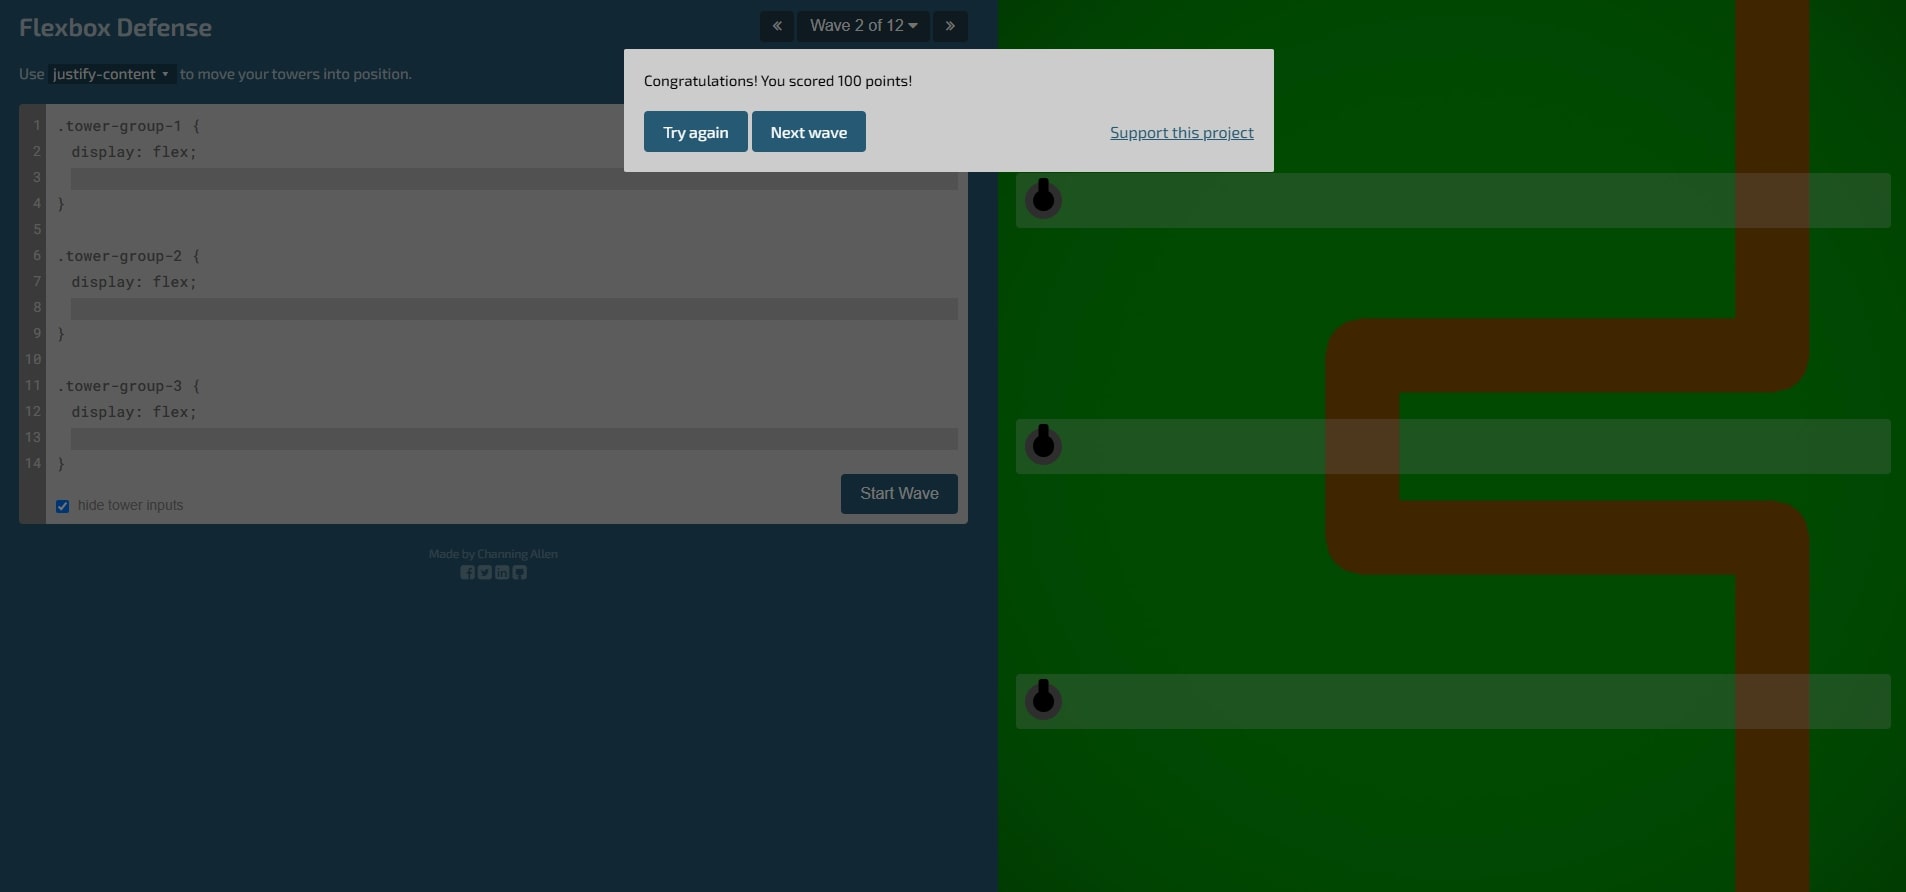 Flexbox Defense
« Wave 2 of 12 »
Use justify-content to move your towers into position.
Congratulations! You scored 100 points!
Try again Next wave Support this project
1 .tower-group-1 {
2 display: flex;
3
4 }
5
6 .tower-group-2 {
7 display: flex;
8
9 }
10
11 .tower-group-3 {
12 display: flex;
13
14 }
hide tower inputs
Start Wave
Made by Channing Allen